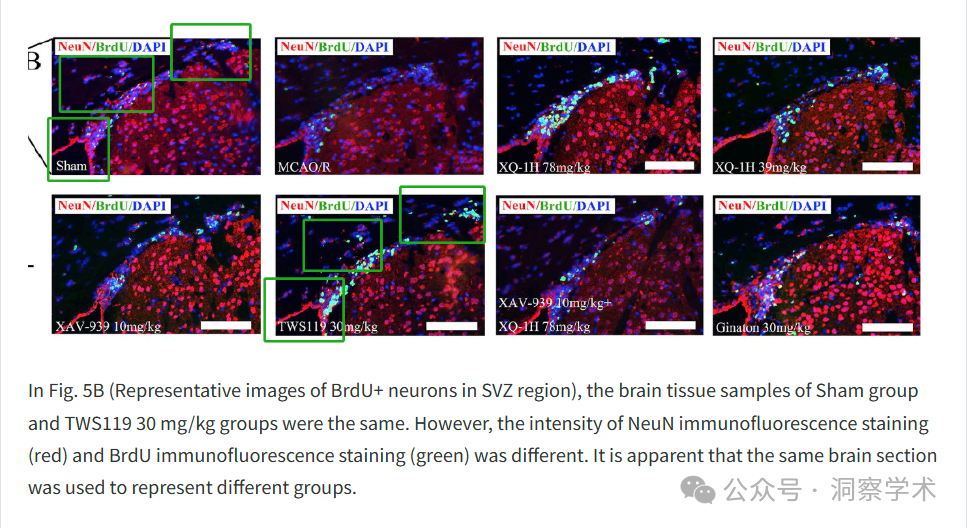 B
NeuN/BrdU/DAPI
NeuN/BrdU/DAPI
NeuN/BrdU/DAPI
NeuN/BrdU/DAPI
Sham
MCAO/R
XQ-1H 78mg/kg
XQ-1H 39mg/kg
NeuN/BrdU/DAPI
NeuN/BrdU/DAPI
NeuN/BrdU/DAPI
NeuN/BrdU/DAPI
XAV-939 10mg/kg
TWS119 30mg/kg
XAV-939 10mg/kg+
XQ-1H 78mg/kg
Ginaton 30mg/kg
In Fig. 5B (Representative images of BrdU+ neurons in SVZ region), the brain tissue samples of Sham group
and TWS119 30 mg/kg groups were the same. However, the intensity of NeuN immunofluorescence staining
(red) and BrdU immunofluorescence staining (green) was different. It is apparent that the same brain section
was used to represent different groups.
公众号 · 洞察学术